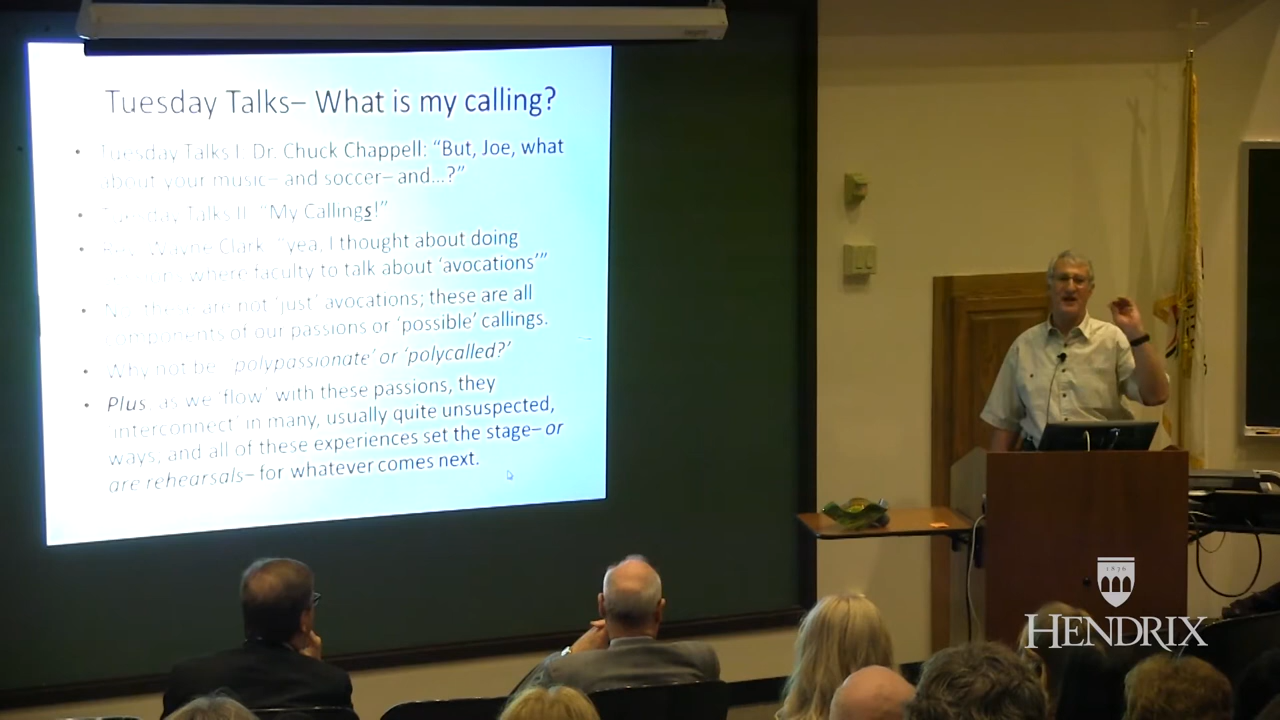 Tuesday Talks– What is my calling?
• Tuesday Talks I: Dr. Chuck Chappell: “But, Joe, what
about your music– and soccer– and...?”
• Tuesday Talks II: “My Callings!”
• Rev. Wayne Clark: “yea, I thought about doing
where faculty to talk about ‘avocations’”
• No, these are not ‘just’ avocations; these are all
components of our passions or ‘possible’ callings.
• Why not be ‘polypassionate’ or ‘polycalled?’
• Plus, as we ‘flow’ with these passions, they
‘interconnect’ in many, usually quite unsuspected,
ways, and all of these experiences set the stage– or
are rehearsals– for whatever comes next.
1876
HENDRIX